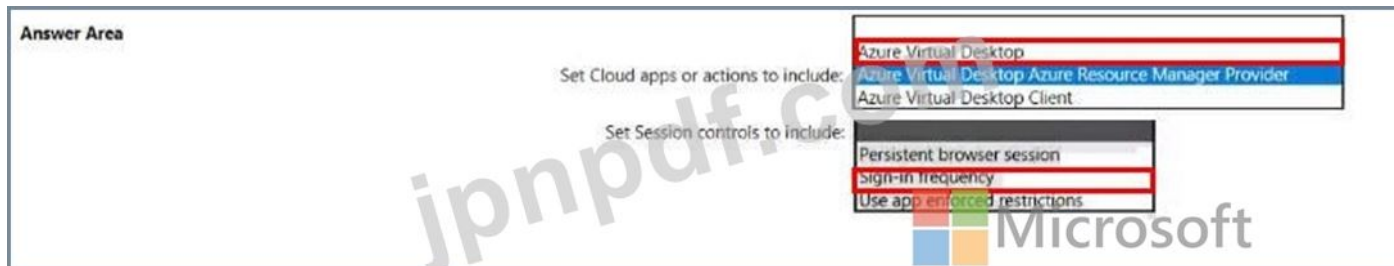 Answer Area
Azure Virtual Desktop
Set Cloud apps or actions to include: Azure Virtual Desktop Azure Resource Manager Provider
Azure Virtual Desktop Client
Set Session controls to include:
Persistent browser session
Sign-in frequency
Use app enforced restrictions
jpnpdf.com
Microsoft